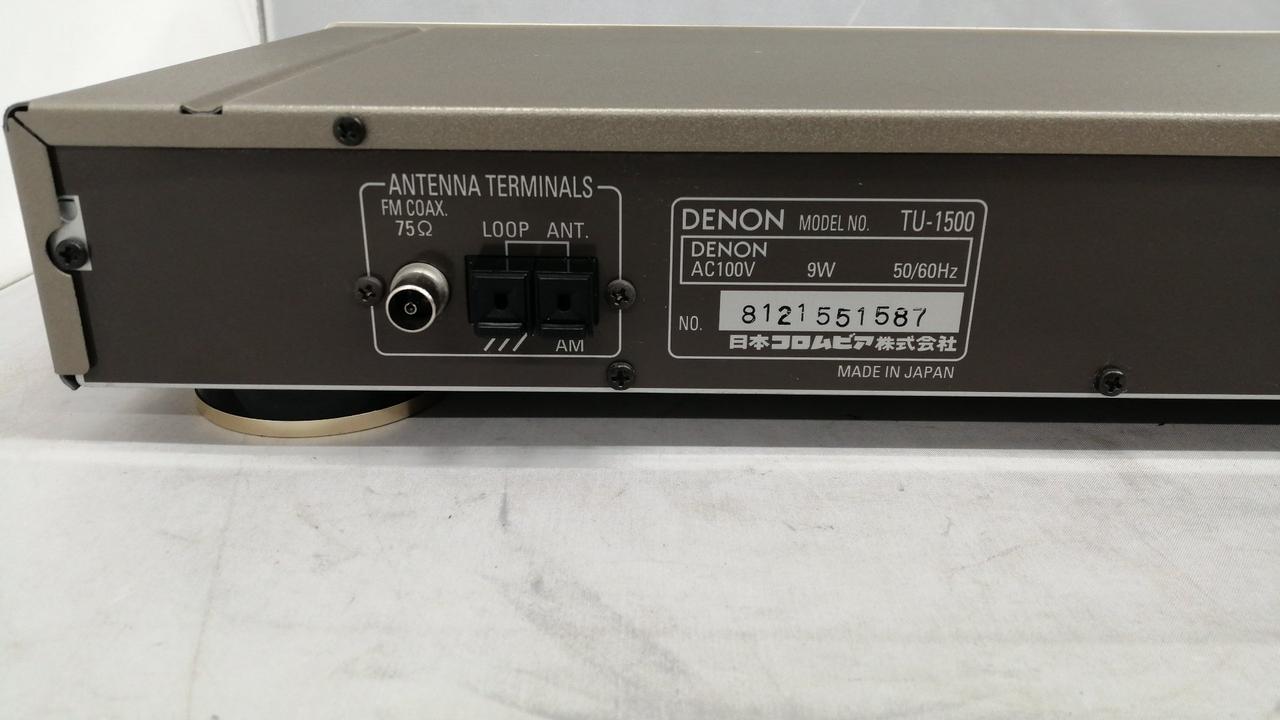 ANTENNA TERMINALS
FM COAX.
75Ω
LOOP ANT.
AM
DENON MODEL NO. TU-1500
DENON
AC100V 9W 50/60Hz
NO. 8121551587
日本コロムビア株式会社
MADE IN JAPAN